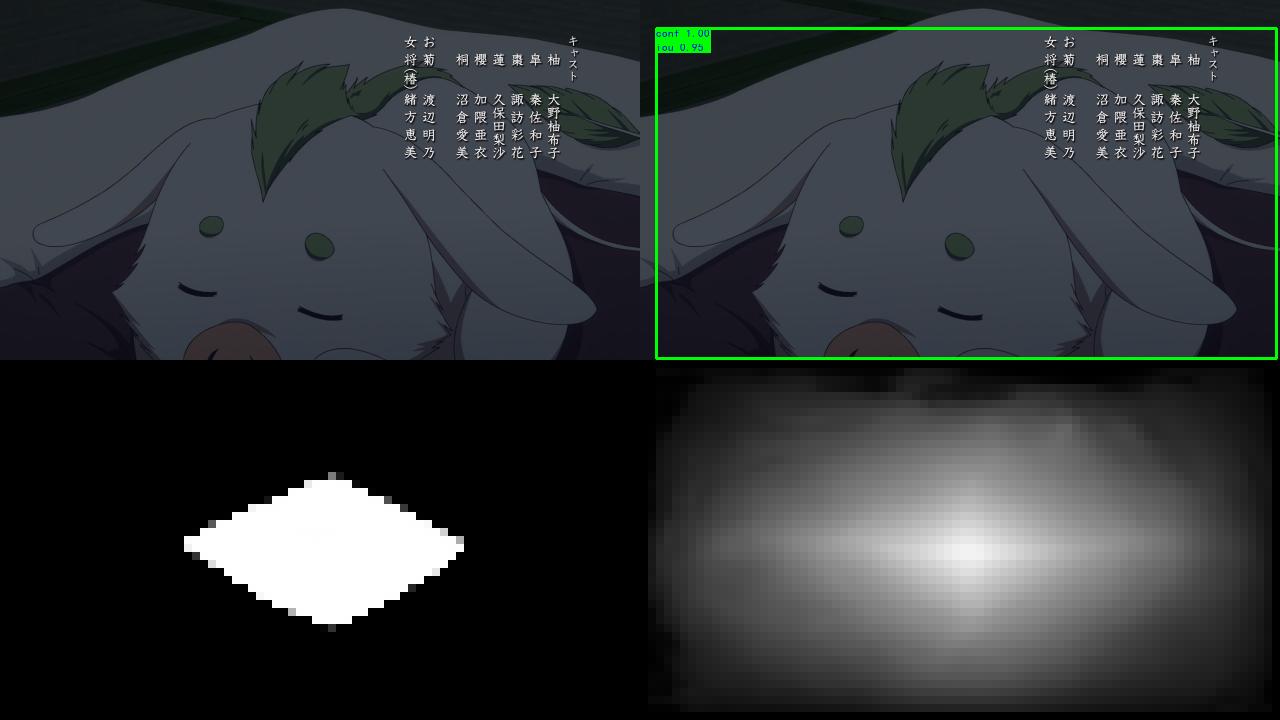 キャスト
柚 大野柚布子
皐 秦佐和子
棗 諏訪彩花
蓮 久保田梨沙
櫻 加隈亜衣
桐 沼倉愛美
お菊 渡辺明乃
女将(椿) 緒方恵美
conf 1.00
iou 0.95
キャスト
柚 大野柚布子
皐 秦佐和子
棗 諏訪彩花
蓮 久保田梨沙
櫻 加隈亜衣
桐 沼倉愛美
お菊 渡辺明乃
女将(椿) 緒方恵美